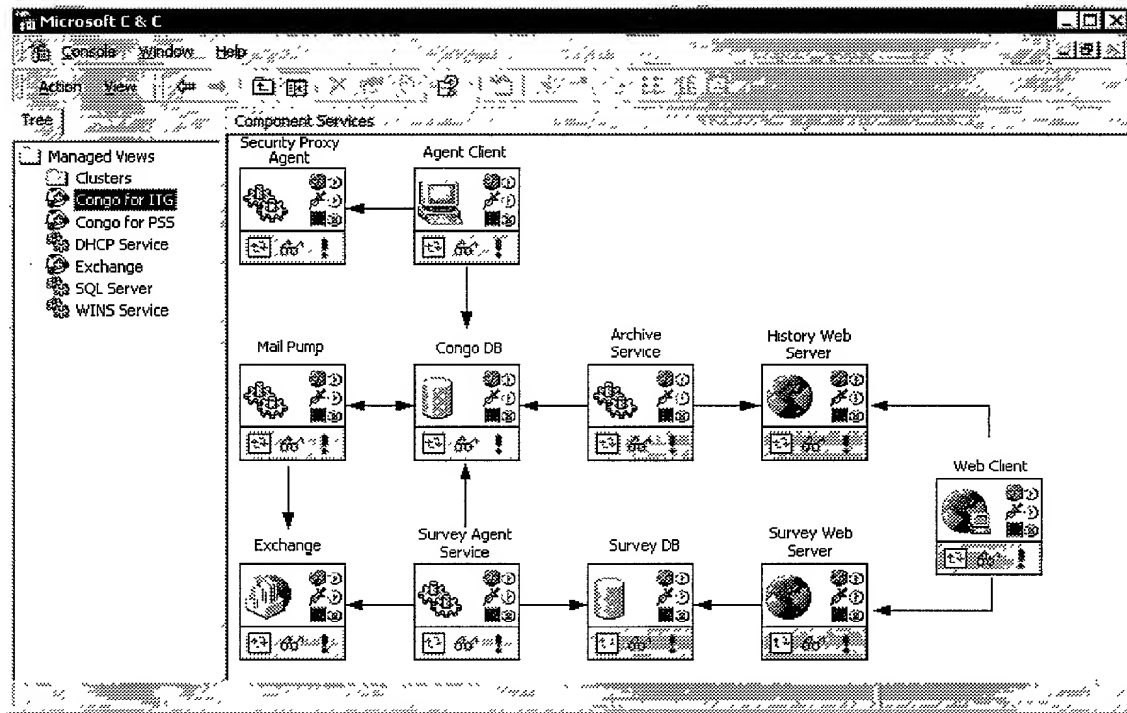 Microsoft C & C
Console Window Help
Action View
Tree
Component Services
Managed Views
Clusters
Congo for ITG
Congo for PSS
DHCP Service
Exchange
SQL Server
WINS Service
Security Proxy
Agent
Agent Client
Mail Pump
Congo DB
Archive
Service
History Web
Server
Web Client
Exchange
Survey Agent
Service
Survey DB
Survey Web
Server